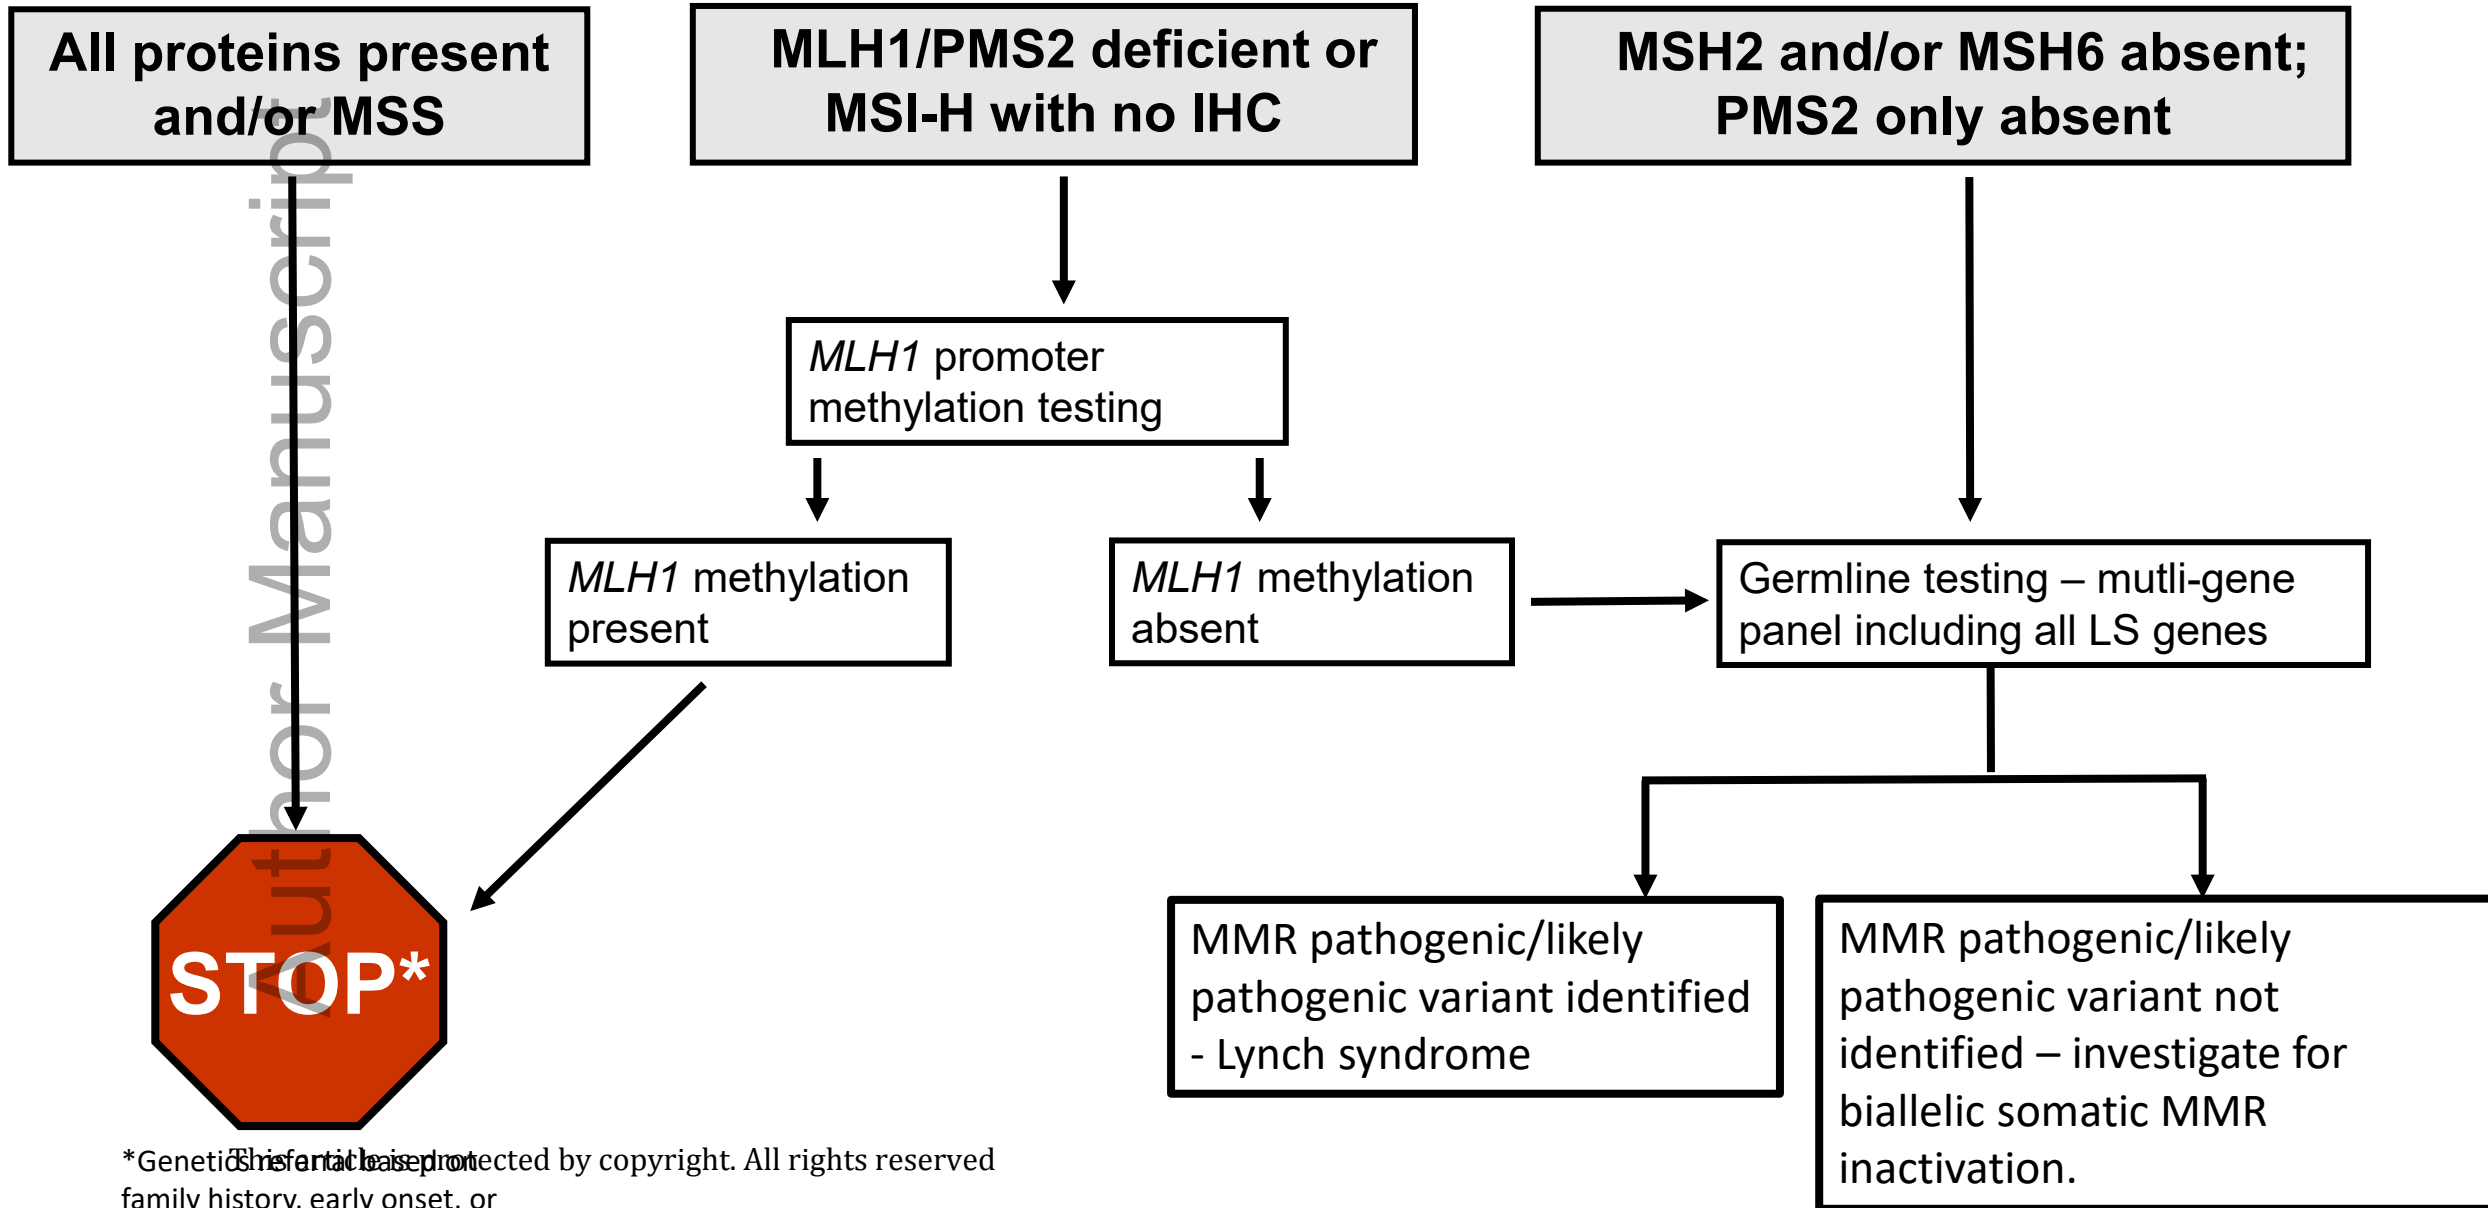 All proteins present
and/or MSS
MLH1/PMS2 deficient or
MSI-H with no IHC
MSH2 and/or MSH6 absent;
PMS2 only absent
MLH1 promoter
methylation testing
MLH1 methylation
present
MLH1 methylation
absent
Germline testing – mutli-gene
panel including all LS genes
MMR pathogenic/likely
pathogenic variant identified
- Lynch syndrome
MMR pathogenic/likely
pathogenic variant not
identified – investigate for
biallelic somatic MMR
inactivation.
STOP*
*Genetics referral based on
family history, early onset, or
This article is protected by copyright. All rights reserved
Author Manuscript